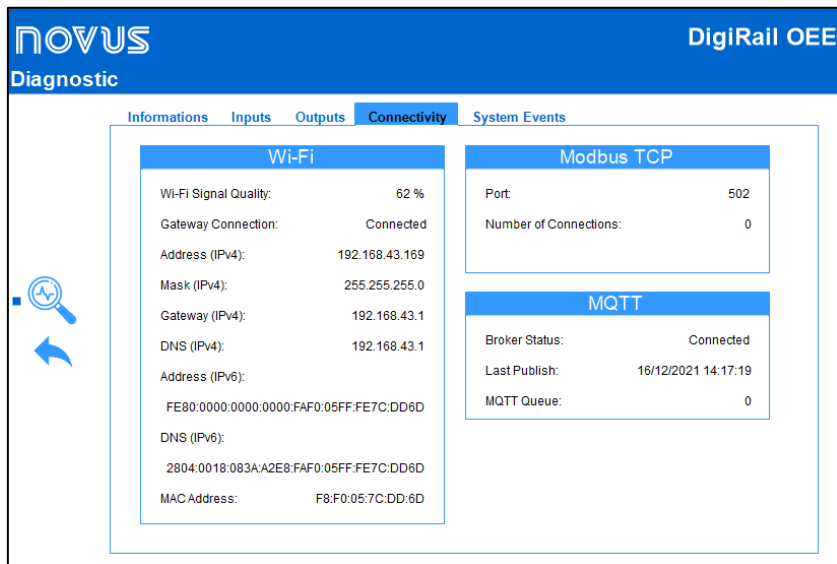 novus
DigiRail OEE
Diagnostic
Informations Inputs Outputs Connectivity System Events
Wi-Fi
Wi-Fi Signal Quality: 62 %
Gateway Connection: Connected
Address (IPv4): 192.168.43.169
Mask (IPv4): 255.255.255.0
Gateway (IPv4): 192.168.43.1
DNS (IPv4): 192.168.43.1
Address (IPv6):
FE80:0000:0000:0000:FAF0:05FF:FE7C:DD6D
DNS (IPv6):
2804:0018:083A:A2E8:FAF0:05FF:FE7C:DD6D
MAC Address: F8:F0:05:7C:DD:6D
Modbus TCP
Port: 502
Number of Connections: 0
MQTT
Broker Status: Connected
Last Publish: 16/12/2021 14:17:19
MQTT Queue: 0